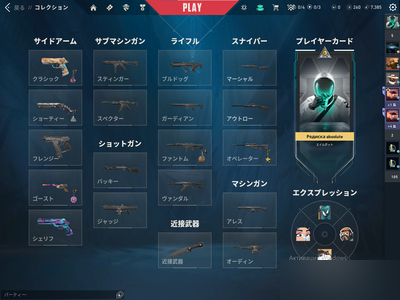 戻る // コレクション
PLAY
0/4
0/3
0
260
7,385
サイドアーム
サブマシンガン
ライフル
スナイパー
プレイヤーカード
クラシック
スティンガー
ブルドッグ
マーシャル
ショーティー
スペクター
ガーディアン
アウトロー
フレンジー
ショットガン
ファントム
オペレーター
Редиска absolute
ゴースト
バッキー
ヴァンダル
マシンガン
エクスプレッション
シェリフ
ジャッジ
近接武器
アレス
近接武器
オーディン
パーティー